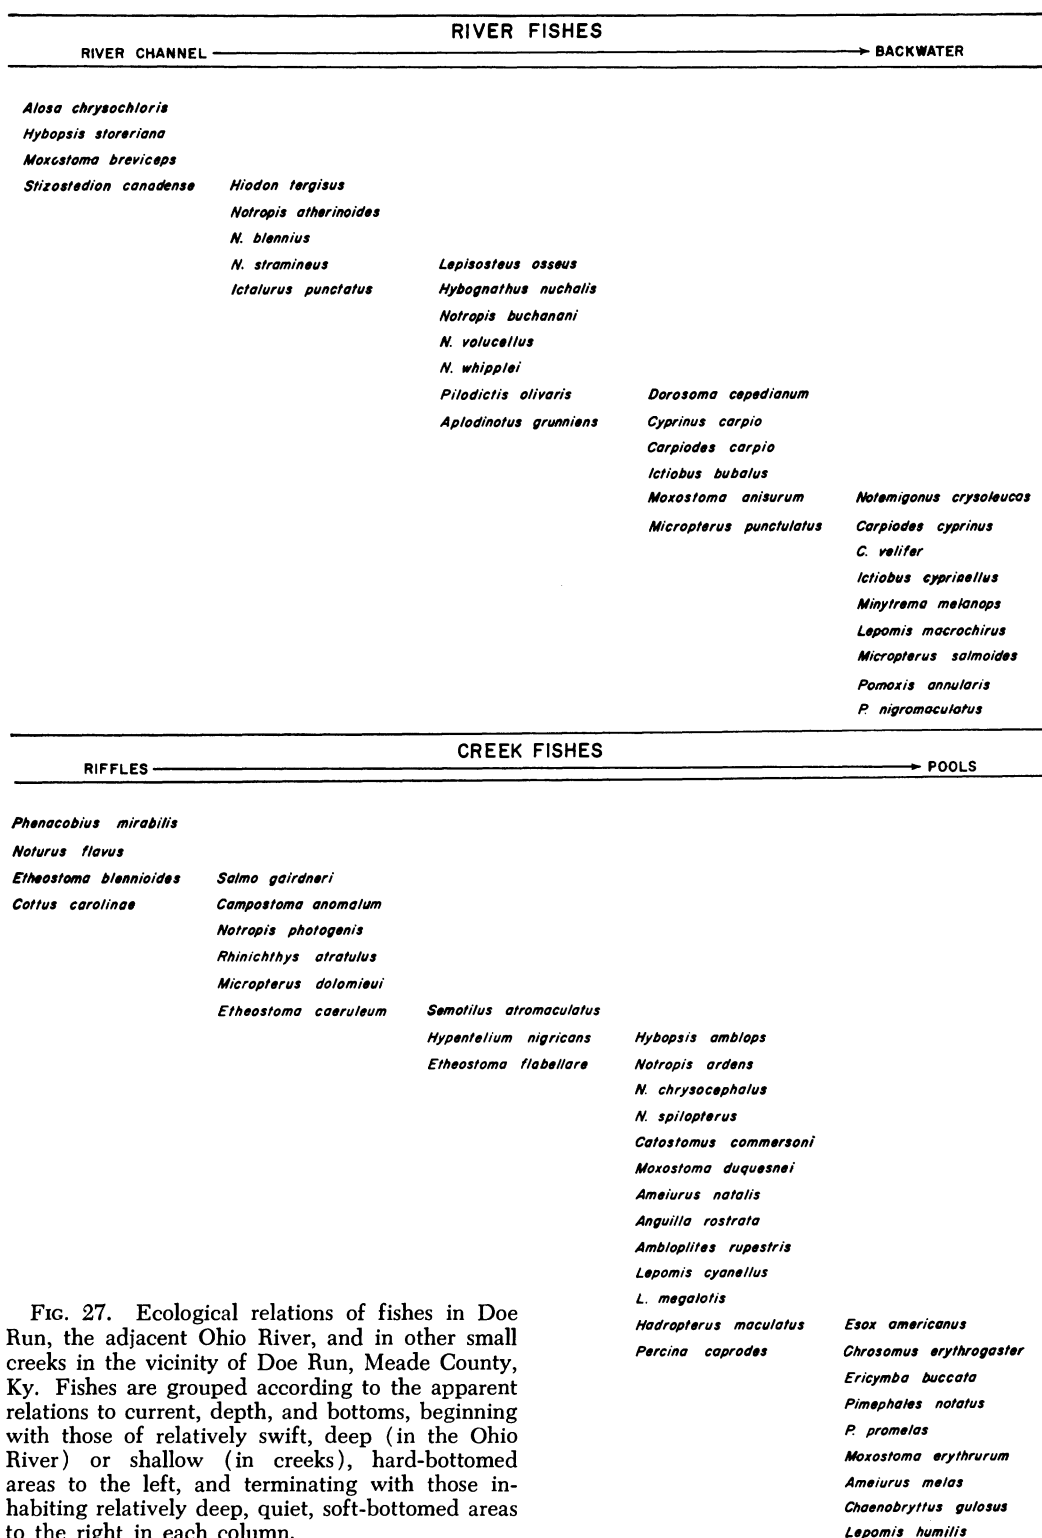 RIVER FISHES
RIVER CHANNEL → BACKWATER
Alosa chrysochloris
Hybopsis storeriana
Moxostoma breviceps
Stizostedion canadense
Hiodon tergisus
Notropis atherinoides
N. blennius
N. stramineus
Ictalurus punctatus
Lepisosteus osseus
Hybognathus nuchalis
Notropis buchanani
N. volucellus
N. whipplei
Pilodictis olivaris
Aplodinotus grunniens
Dorosoma cepedianum
Cyprinus carpio
Carpiodes carpio
Ictiobus bubalus
Moxostoma anisurum
Micropterus punctulatus
Notemigonus crysoleucas
Carpiodes cyprinus
C. velifer
Ictiobus cyprinellus
Minytrema melanops
Lepomis macrochirus
Micropterus salmoides
Pomoxis annularis
P. nigromaculatus
CREEK FISHES
RIFFLES → POOLS
Phenacobius mirabilis
Noturus flavus
Etheostoma blennioides
Cottus carolinae
Salmo gairdneri
Campostoma anomalum
Notropis photogenis
Rhinichthys atratulus
Micropterus dolomieui
Etheostoma caeruleum
Semotilus atromaculatus
Hypentelium nigricans
Etheostoma flabellare
Hybopsis amblops
Notropis ardens
N. chrysocephalus
N. spilopterus
Catostomus commersoni
Moxostoma duquesnei
Ameiurus natalis
Anguilla rostrata
Ambloplites rupestris
Lepomis cyanellus
L. megalotis
Hadropterus maculatus
Percina caprodes
Esox americanus
Chrosomus erythrogaster
Ericymba buccata
Pimephales notatus
P. promelas
Moxostoma erythrurum
Ameiurus melas
Chaenobryttus gulosus
Lepomis humilis
FIG. 27. Ecological relations of fishes in Doe
Run, the adjacent Ohio River, and in other small
creeks in the vicinity of Doe Run, Meade County,
Ky. Fishes are grouped according to the apparent
relations to current, depth, and bottoms, beginning
with those of relatively swift, deep (in the Ohio
River) or shallow (in creeks), hard-bottomed
areas to the left, and terminating with those in-
habiting relatively deep, quiet, soft-bottomed areas
to the right in each column.